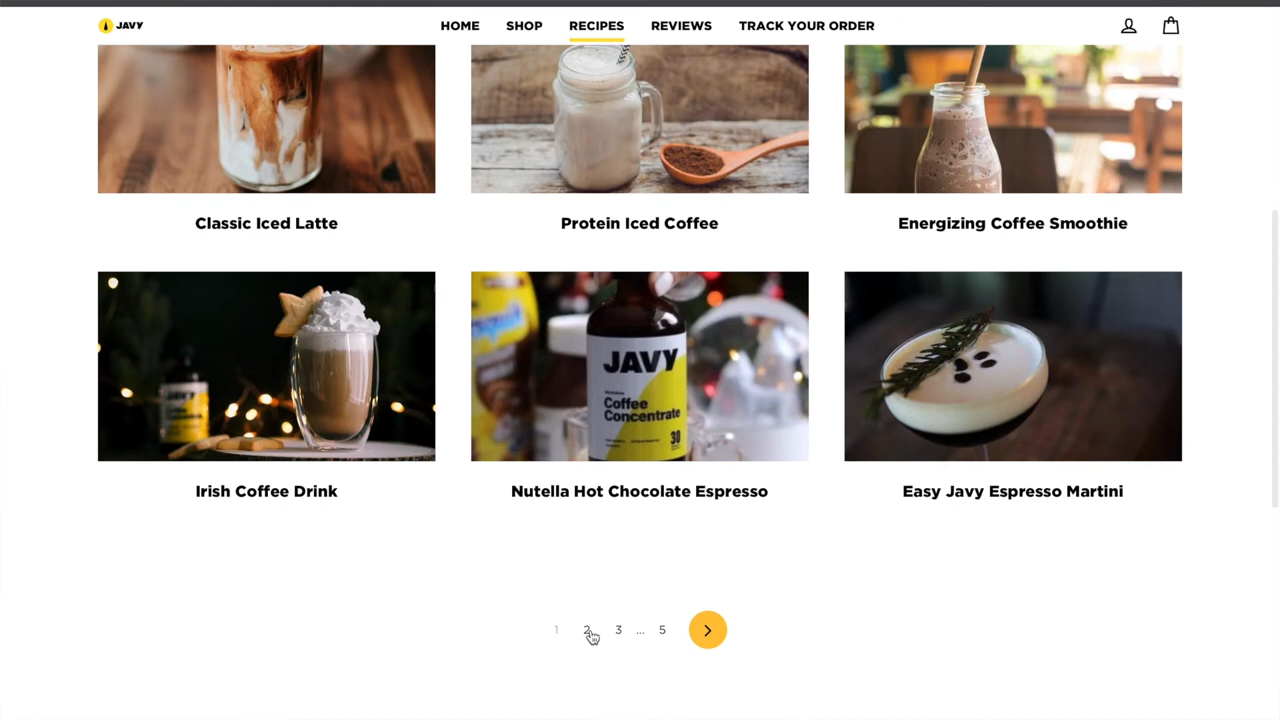 JAVY HOME SHOP RECIPES REVIEWS TRACK YOUR ORDER
Classic Iced Latte Protein Iced Coffee Energizing Coffee Smoothie
JAVY
Coffee
Concentrate
30
Irish Coffee Drink Nutella Hot Chocolate Espresso Easy Javy Espresso Martini
1 2 3 ... 5